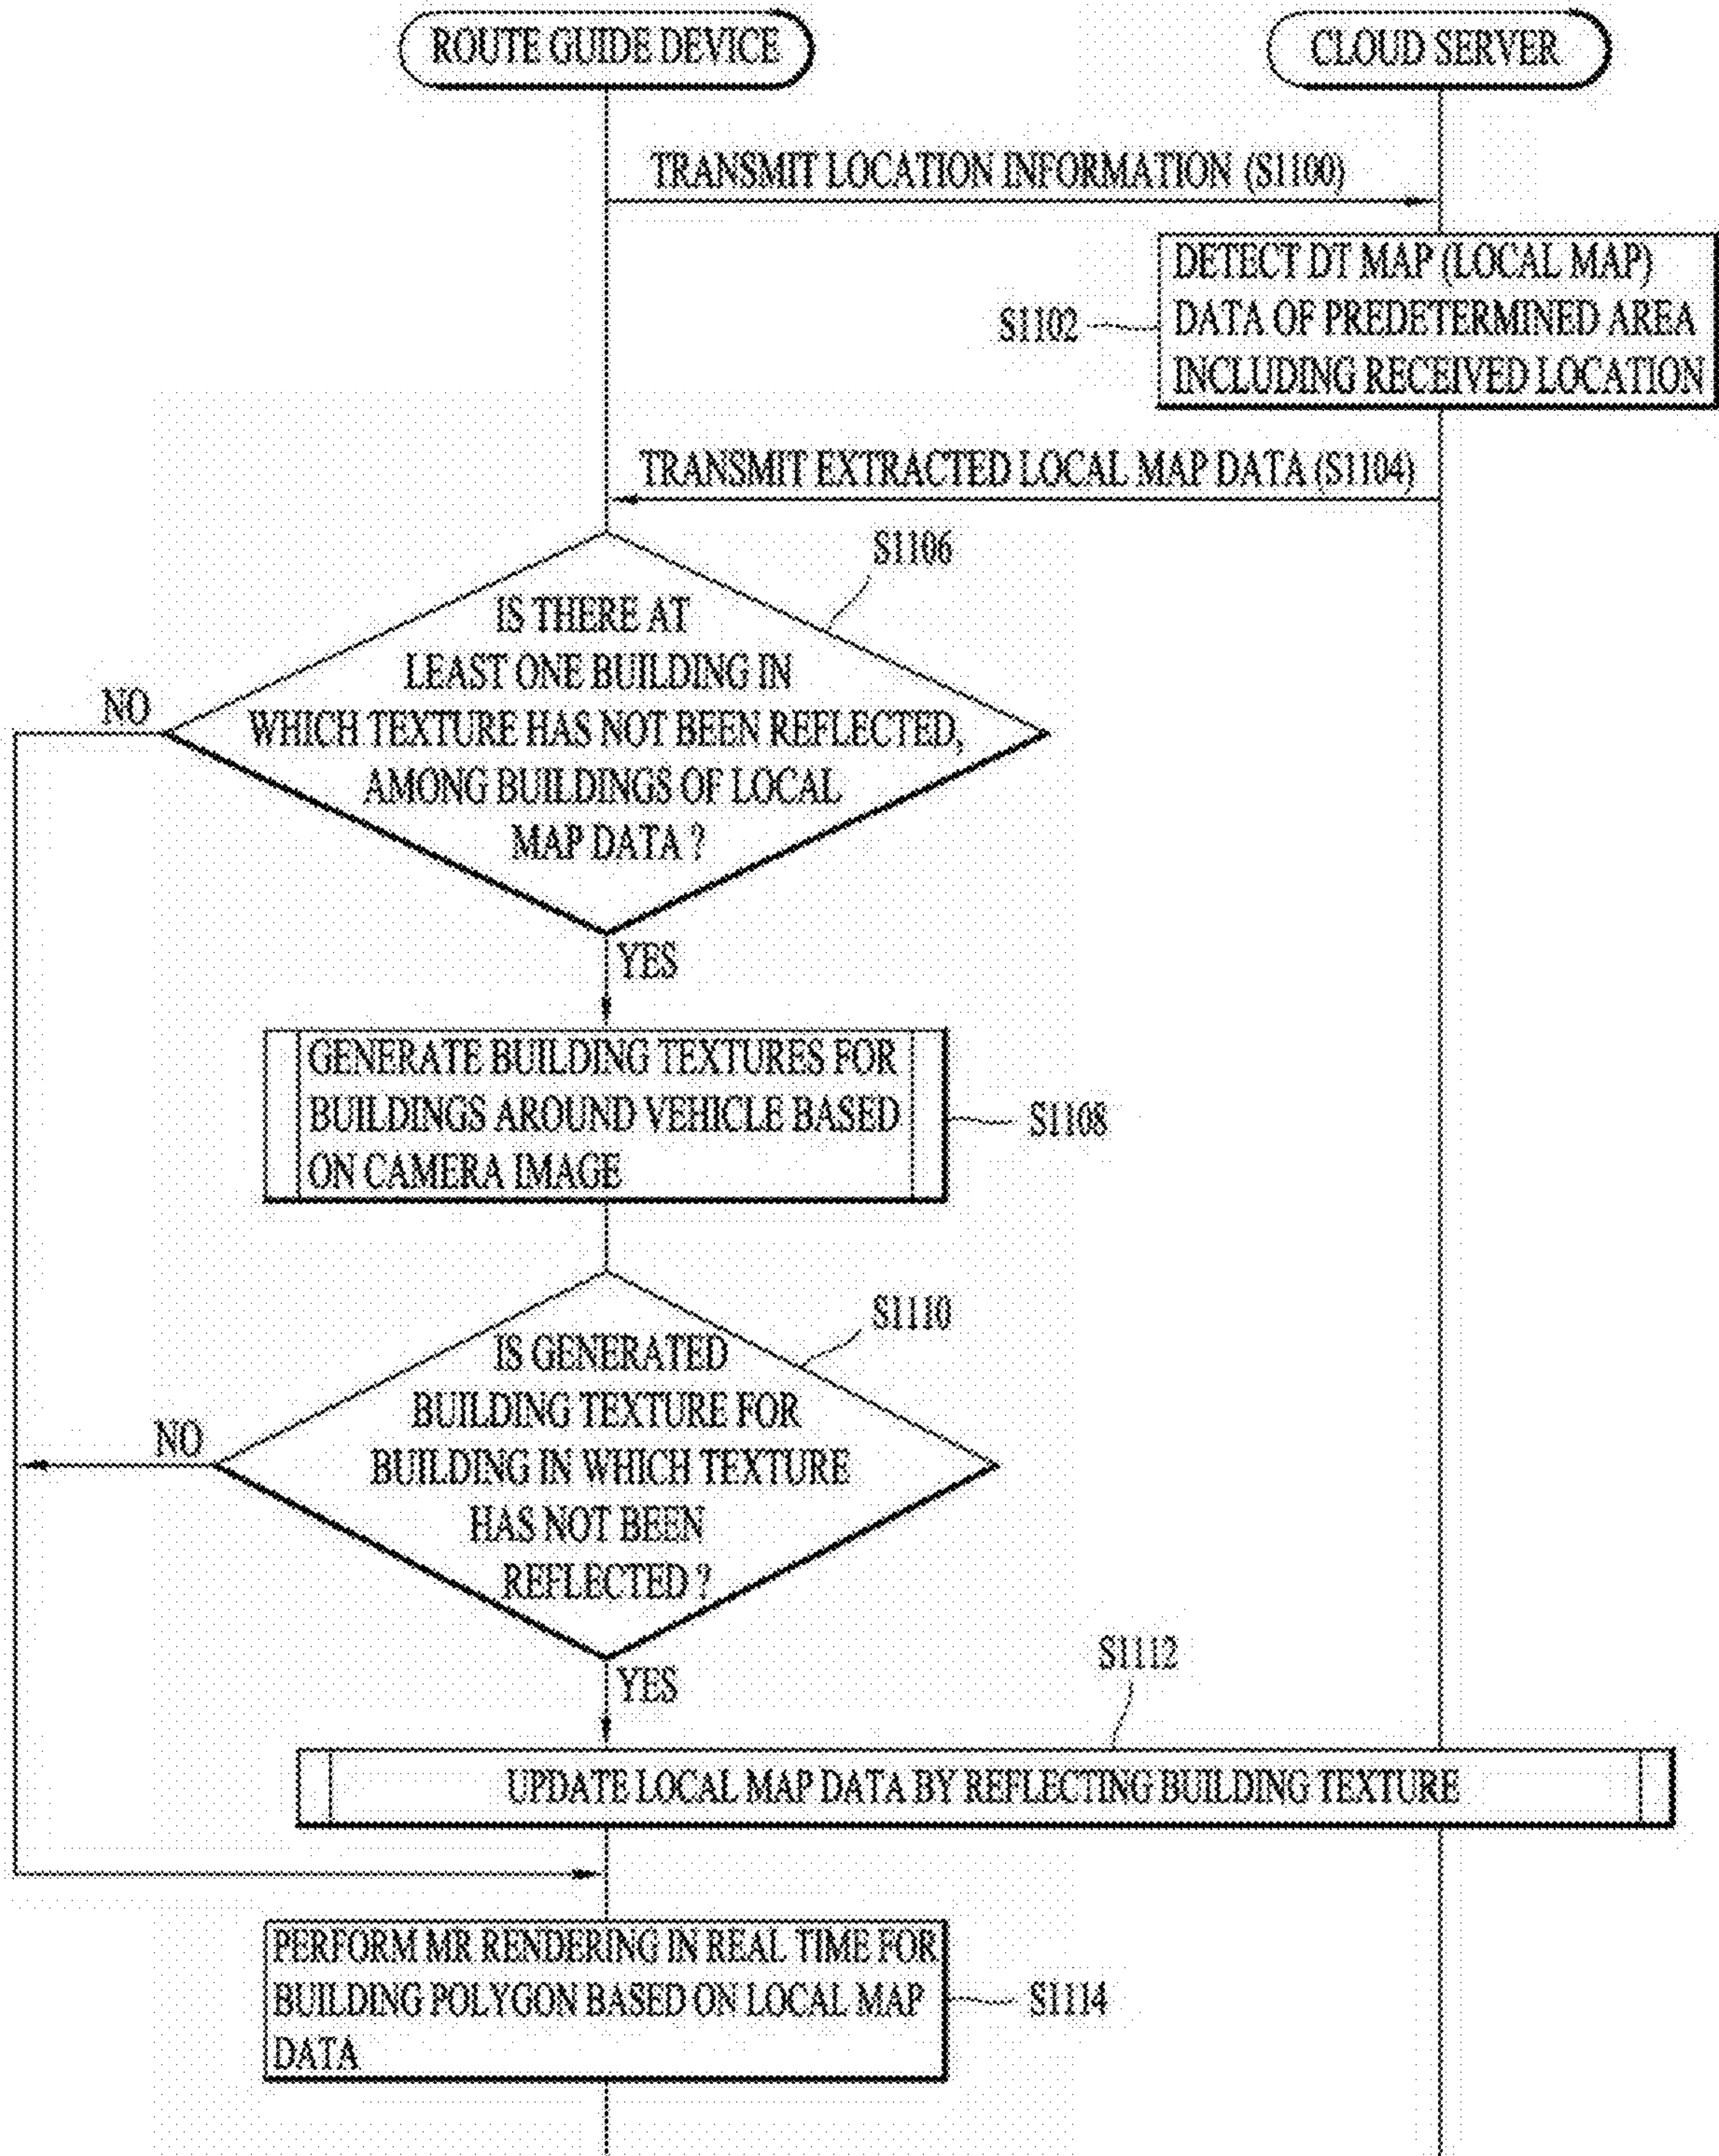 ROUTE GUIDE DEVICE
CLOUD SERVER
TRANSMIT LOCATION INFORMATION (S1100)
DETECT DT MAP (LOCAL MAP)
DATA OF PREDETERMINED AREA
INCLUDING RECEIVED LOCATION
S1102
TRANSMIT EXTRACTED LOCAL MAP DATA (S1104)
S1106
IS THERE AT
LEAST ONE BUILDING IN
WHICH TEXTURE HAS NOT BEEN REFLECTED,
AMONG BUILDINGS OF LOCAL
MAP DATA ?
NO
YES
GENERATE BUILDING TEXTURES FOR
BUILDINGS AROUND VEHICLE BASED
ON CAMERA IMAGE
S1108
S1110
IS GENERATED
BUILDING TEXTURE FOR
BUILDING IN WHICH TEXTURE
HAS NOT BEEN
REFLECTED ?
NO
YES
S1112
UPDATE LOCAL MAP DATA BY REFLECTING BUILDING TEXTURE
PERFORM MR RENDERING IN REAL TIME FOR
BUILDING POLYGON BASED ON LOCAL MAP
DATA
S1114